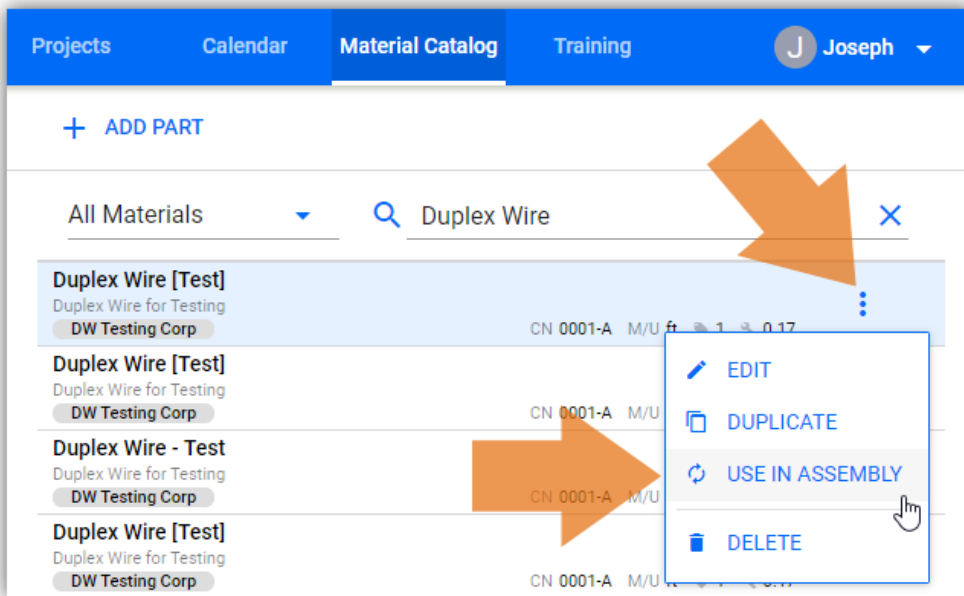 Projects Calendar Material Catalog Training J Joseph
ADD PART
All Materials Duplex Wire
Duplex Wire [Test]
Duplex Wire for Testing
DW Testing Corp CN 0001-A M/U ft 1 0.17
EDIT
Duplex Wire [Test]
Duplex Wire for Testing
DW Testing Corp CN 0001-A M/U
DUPLICATE
Duplex Wire - Test
USE IN ASSEMBLY
Duplex Wire for Testing
DW Testing Corp CN 0001-A M/U
Duplex Wire [Test]
DELETE
Duplex Wire for Testing
DW Testing Corp CN 0001-A M/U